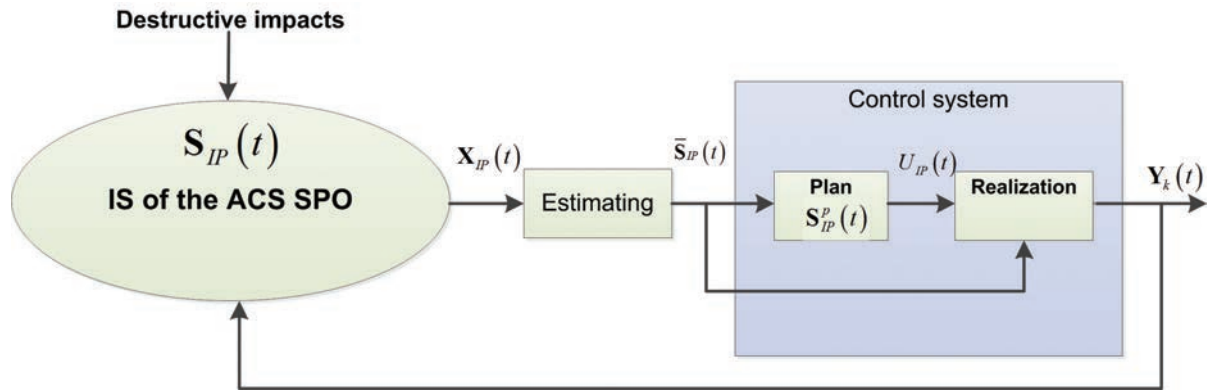 Destructive impacts
S_IP(t)
IS of the ACS SPO
X_IP(t)
Estimating
S̄_IP(t)
Control system
Plan
S^p_IP(t)
U_IP(t)
Realization
Y_k(t)